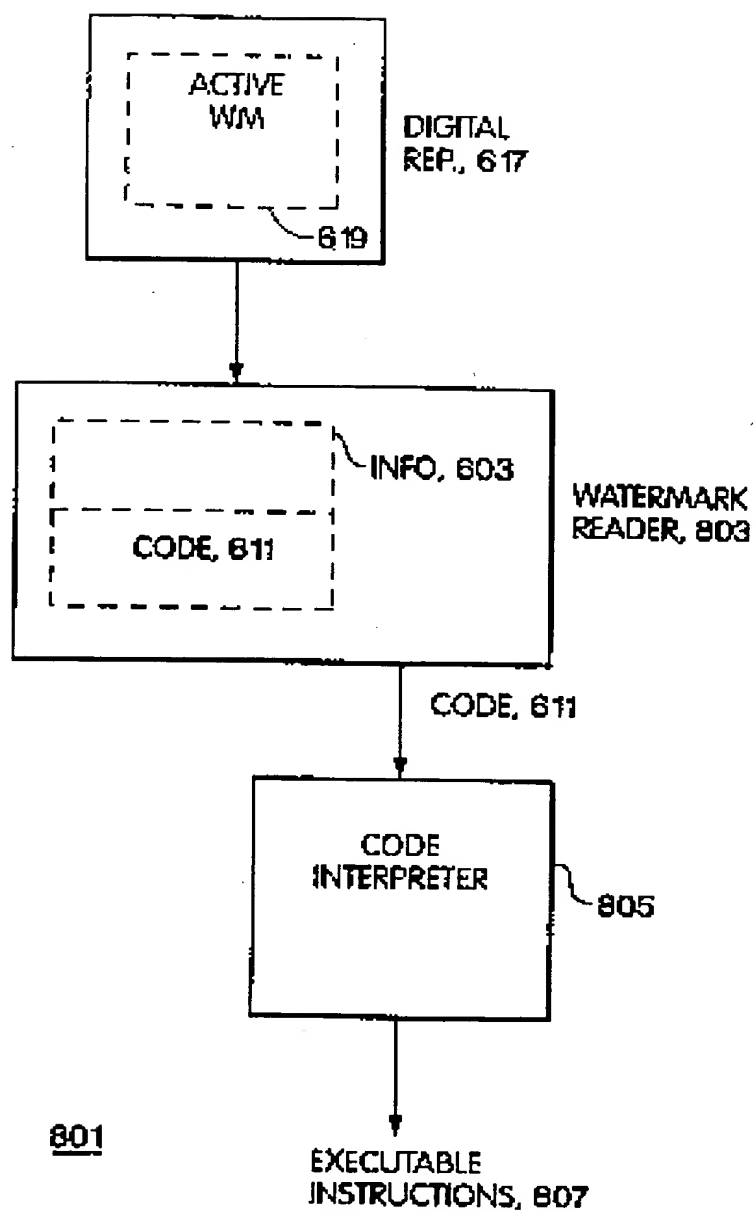 ACTIVE
WM
DIGITAL
REP., 617
619
INFO, 603
CODE, 611
WATERMARK
READER, 803
CODE, 611
CODE
INTERPRETER
805
801
EXECUTABLE
INSTRUCTIONS, 807